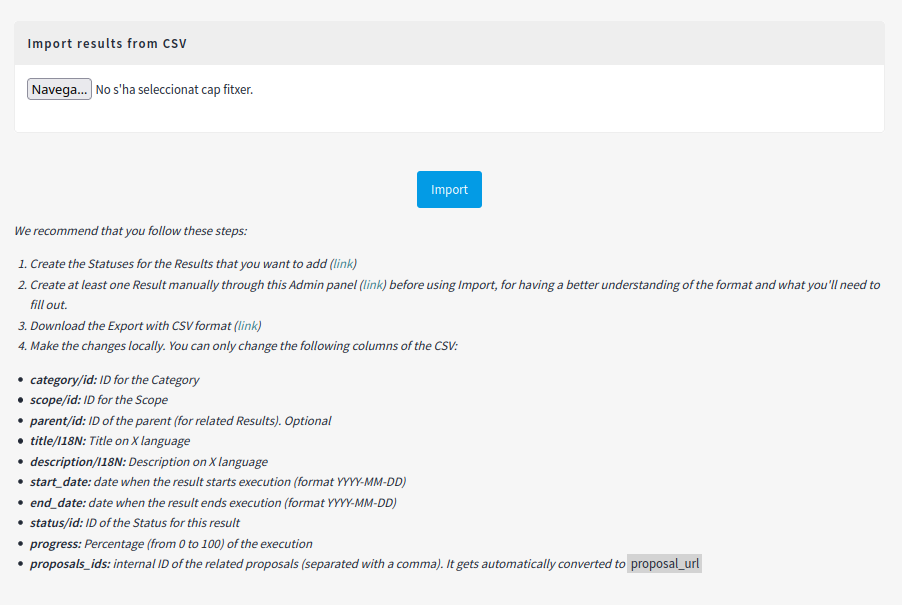 Import results from CSV
Navega... No s'ha seleccionat cap fitxer.
Import
We recommend that you follow these steps:
1. Create the Statuses for the Results that you want to add (link)
2. Create at least one Result manually through this Admin panel (link) before using Import, for having a better understanding of the format and what you'll need to
fill out.
3. Download the Export with CSV format (link)
4. Make the changes locally. You can only change the following columns of the CSV:
• category/id: ID for the Category
• scope/id: ID for the Scope
• parent/id: ID of the parent (for related Results). Optional
• title/I18N: Title on X language
• description/I18N: Description on X language
• start_date: date when the result starts execution (format YYYY-MM-DD)
• end_date: date when the result ends execution (format YYYY-MM-DD)
• status/id: ID of the Status for this result
• progress: Percentage (from 0 to 100) of the execution
• proposals_ids: internal ID of the related proposals (separated with a comma). It gets automatically converted to proposal_url